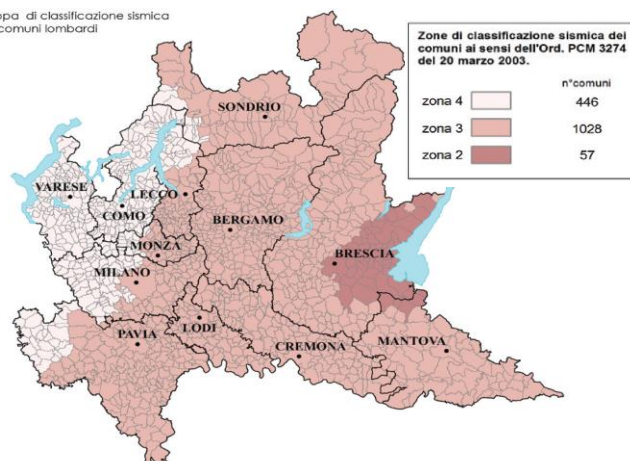 di classificazione sismica
comuni lombardi
Zone di classificazione sismica dei
comuni ai sensi dell'Ord. PCM 3274
del 20 marzo 2003.
n°comuni
zona 4 446
zona 3 1028
zona 2 57
SONDRIO
VARESE
LECCO
COMO
BERGAMO
MONZA
BRESCIA
MILANO
PAVIA
LODI
CREMONA
MANTOVA